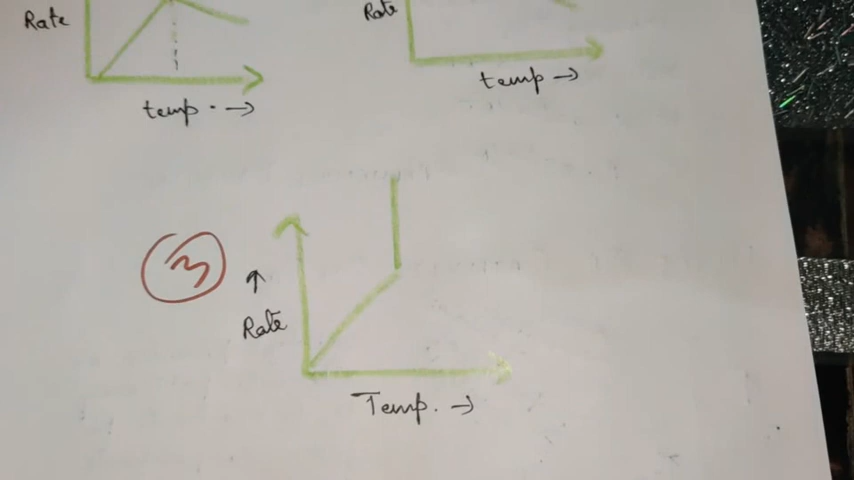 Rate
temp. →
Rate
temp →
3
↑
Rate
Temp. →